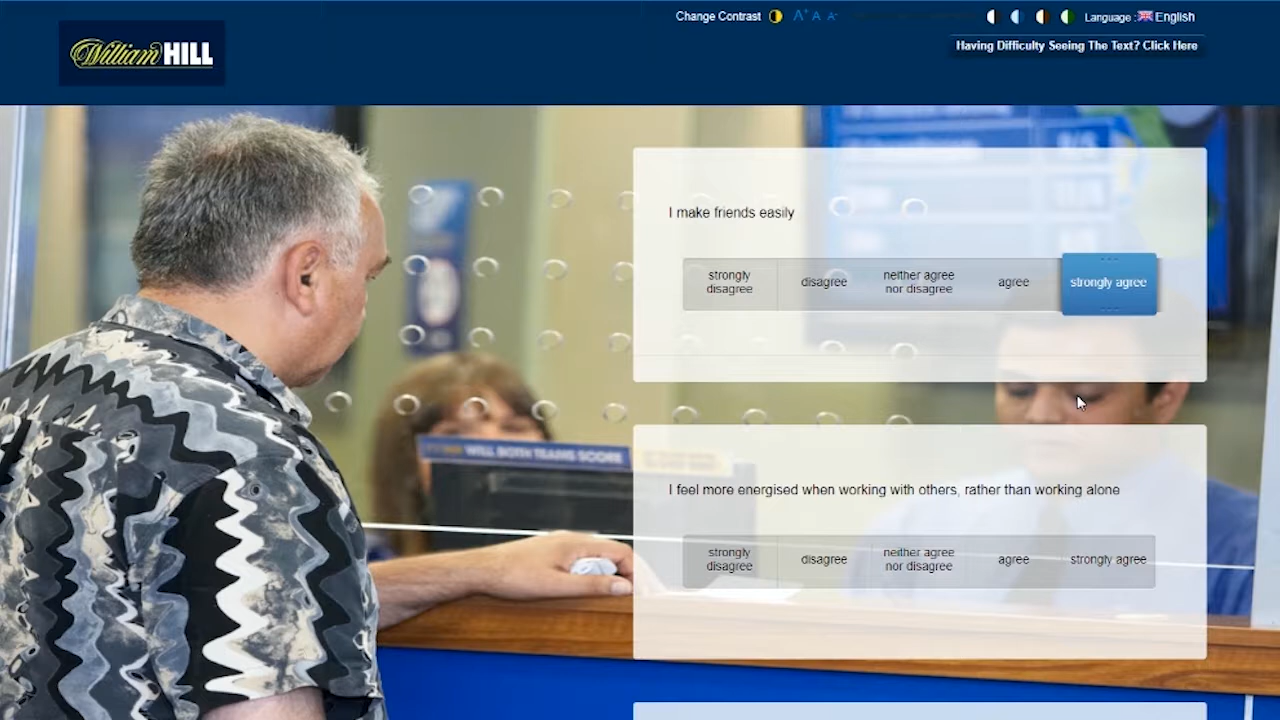 Change Contrast A+ A A-
Language : English
William HILL
Having Difficulty Seeing The Text? Click Here
I make friends easily
strongly disagree
disagree
neither agree nor disagree
agree
strongly agree
WILL BOTH TEAMS SCORE
I feel more energised when working with others, rather than working alone
strongly disagree
disagree
neither agree nor disagree
agree
strongly agree